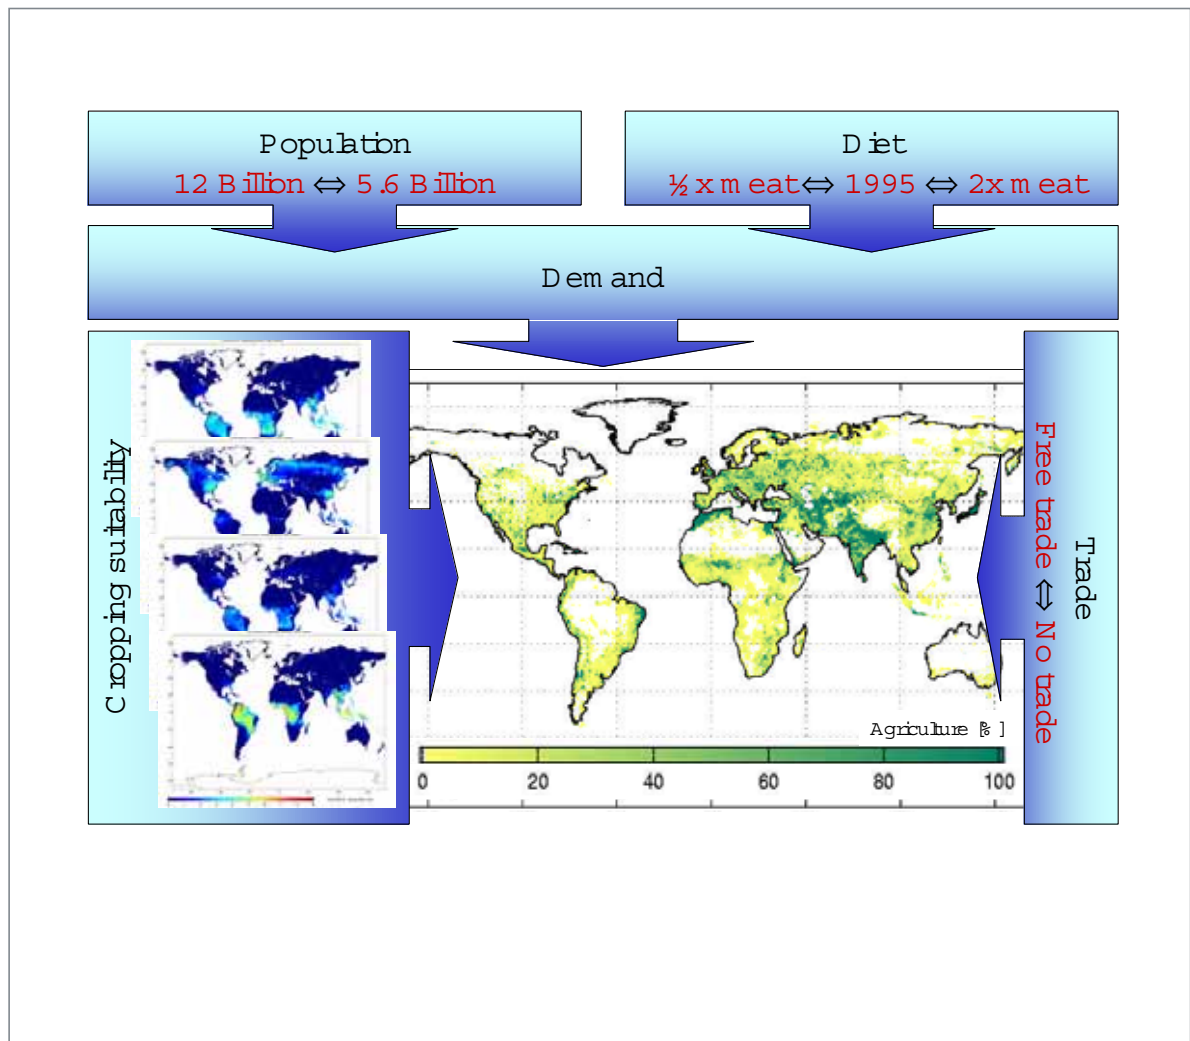 Population
12 Billion ⇔ 5.6 Billion
Diet
½ x meat ⇔ 1995 ⇔ 2x meat
Demand
Cropping suitability
Free trade ⇔ No trade
Trade
Agriculture [%]
0 20 40 60 80 100